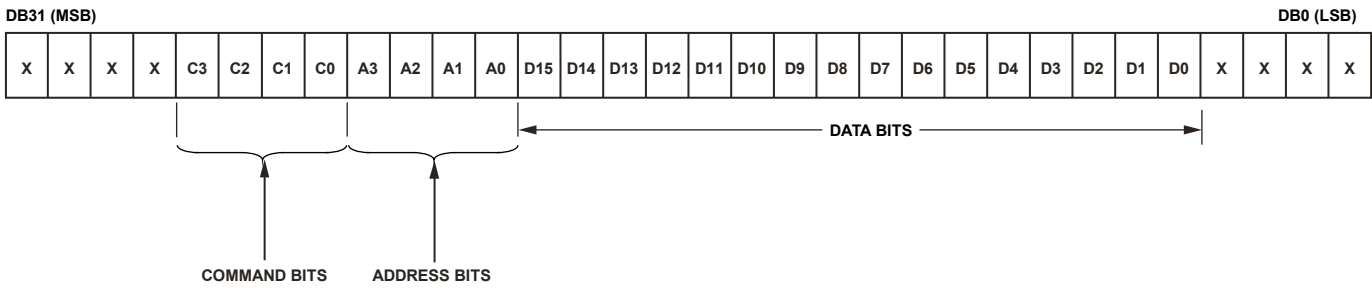 DB31 (MSB) DB0 (LSB)
X X X X C3 C2 C1 C0 A3 A2 A1 A0 D15 D14 D13 D12 D11 D10 D9 D8 D7 D6 D5 D4 D3 D2 D1 D0 X X X X
DATA BITS
COMMAND BITS ADDRESS BITS